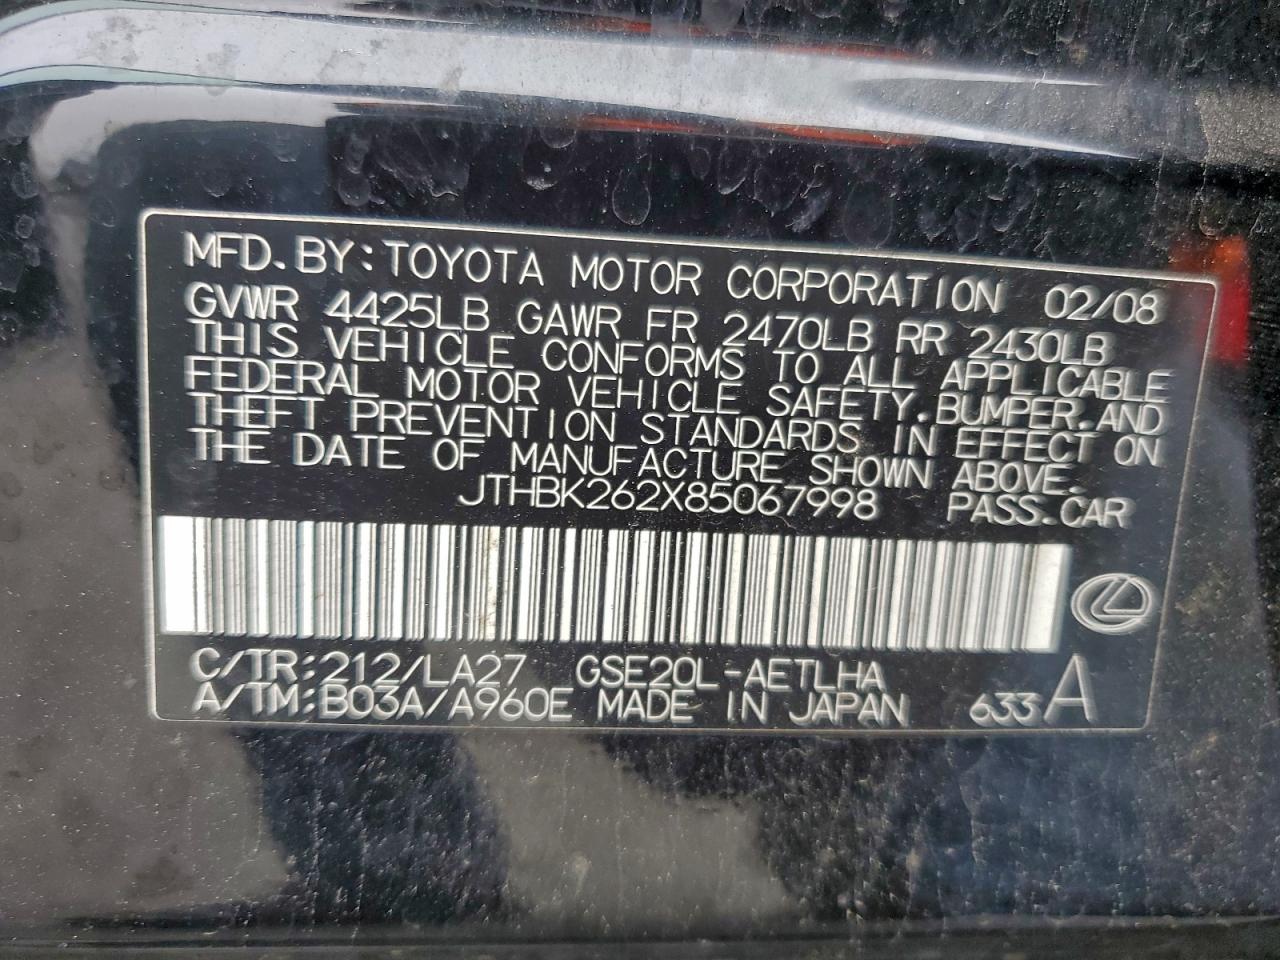 MFD. BY: TOYOTA MOTOR CORPORATION 02/08
GVWR 4425LB GAWR FR 2470LB RR 2430LB
THIS VEHICLE CONFORMS TO ALL APPLICABLE
FEDERAL MOTOR VEHICLE SAFETY, BUMPER, AND
THEFT PREVENTION STANDARDS IN EFFECT ON
THE DATE OF MANUFACTURE SHOWN ABOVE.
JTHBK262X85067998 PASS. CAR
C/TR: 212/LA27 GSE20L-AETLHA
A/TM: B03A/A960E MADE IN JAPAN 633 A